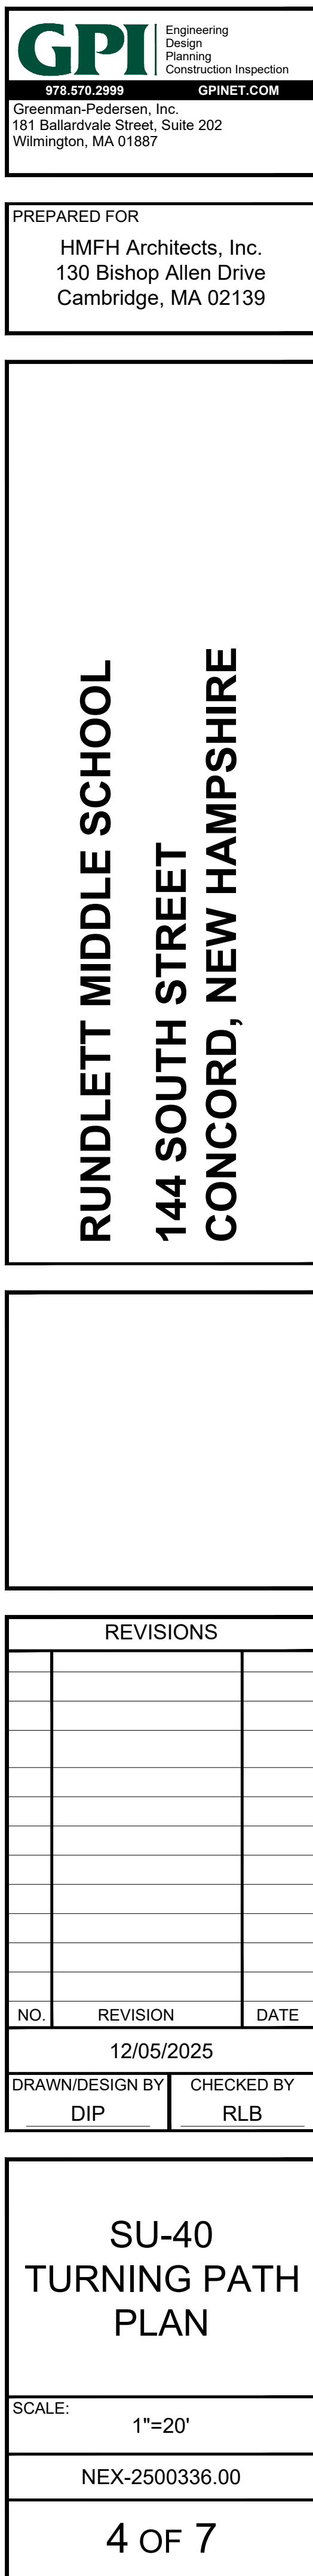 GPI
Engineering
Design
Planning
Construction Inspection
978.570.2999 GPINET.COM
Greenman-Pedersen, Inc.
181 Ballardvale Street, Suite 202
Wilmington, MA 01887
PREPARED FOR
HMFH Architects, Inc.
130 Bishop Allen Drive
Cambridge, MA 02139
RUNDLETT MIDDLE SCHOOL
144 SOUTH STREET
CONCORD, NEW HAMPSHIRE
REVISIONS
NO. REVISION DATE
12/05/2025
DRAWN/DESIGN BY CHECKED BY
DIP RLB
SU-40
TURNING PATH
PLAN
SCALE:
1"=20'
NEX-2500336.00
4 OF 7